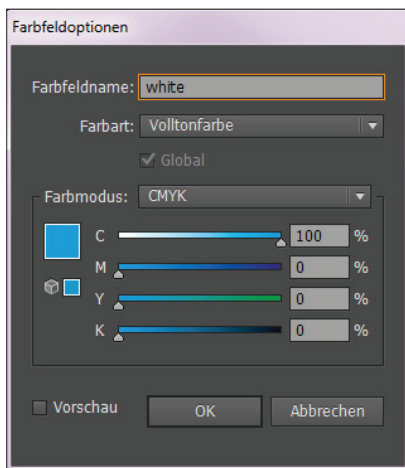 Farbfeldoptionen
Farbfeldname: white
Farbart: Volltonfarbe
Global
Farbmodus: CMYK
C 100 %
M 0 %
Y 0 %
K 0 %
Vorschau OK Abbrechen